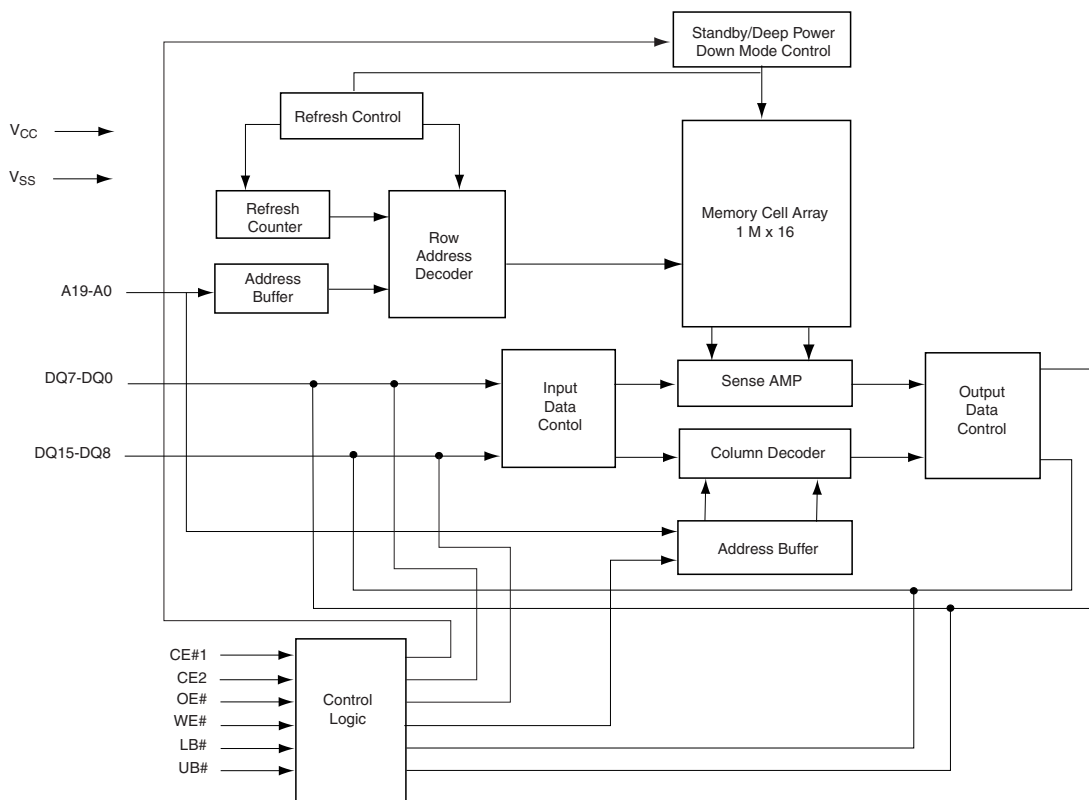 Standby/Deep Power
Down Mode Control
Refresh Control
VCC
VSS
Refresh
Counter
Row
Address
Decoder
Memory Cell Array
1 M x 16
A19-A0
Address
Buffer
DQ7-DQ0
Input
Data
Contol
Sense AMP
Output
Data
Control
DQ15-DQ8
Column Decoder
Address Buffer
CE#1
CE2
OE#
WE#
LB#
UB#
Control
Logic